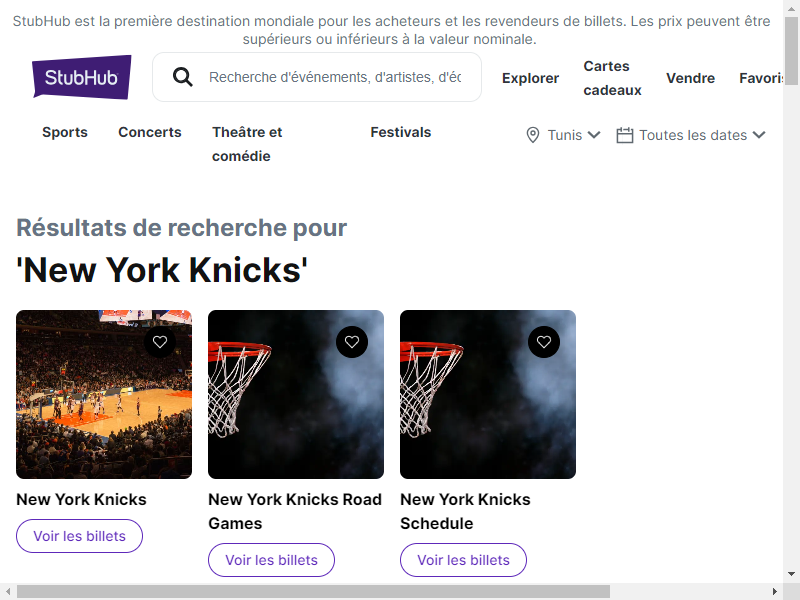 StubHub est la première destination mondiale pour les acheteurs et les revendeurs de billets. Les prix peuvent être
supérieurs ou inférieurs à la valeur nominale.
StubHub
Recherche d'événements, d'artistes, d'éq
Explorer
Cartes
cadeaux
Vendre
Favoris
Sports
Concerts
Theâtre et
comédie
Festivals
Tunis
Toutes les dates
Résultats de recherche pour
'New York Knicks'
New York Knicks
Voir les billets
New York Knicks Road
Games
Voir les billets
New York Knicks
Schedule
Voir les billets